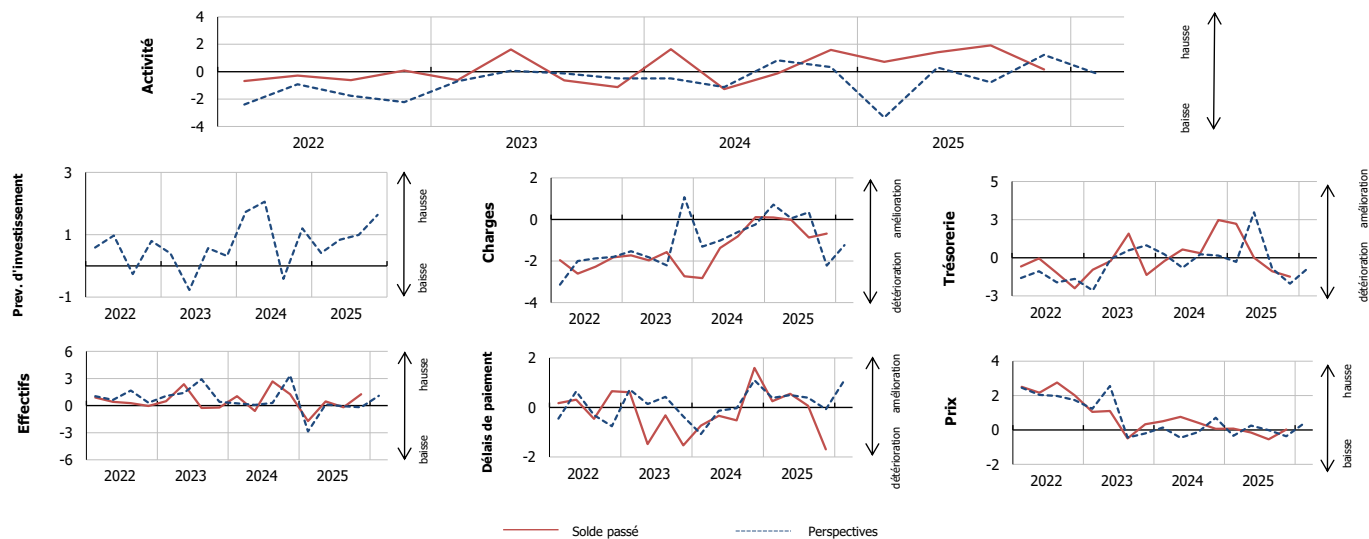 Activité
4
2
0
-2
-4
2022 2023 2024 2025
hausse
baisse
Prev. d'investissement
3
1
-1
2022 2023 2024 2025
hausse
baisse
Charges
2
0
-2
-4
2022 2023 2024 2025
amélioration
détérioration
Trésorerie
5
3
0
-3
2022 2023 2024 2025
amélioration
détérioration
Effectifs
6
3
0
-3
-6
2022 2023 2024 2025
hausse
baisse
Délais de paiement
2
0
-2
2022 2023 2024 2025
amélioration
détérioration
Prix
4
2
0
-2
2022 2023 2024 2025
hausse
baisse
Solde passé Perspectives